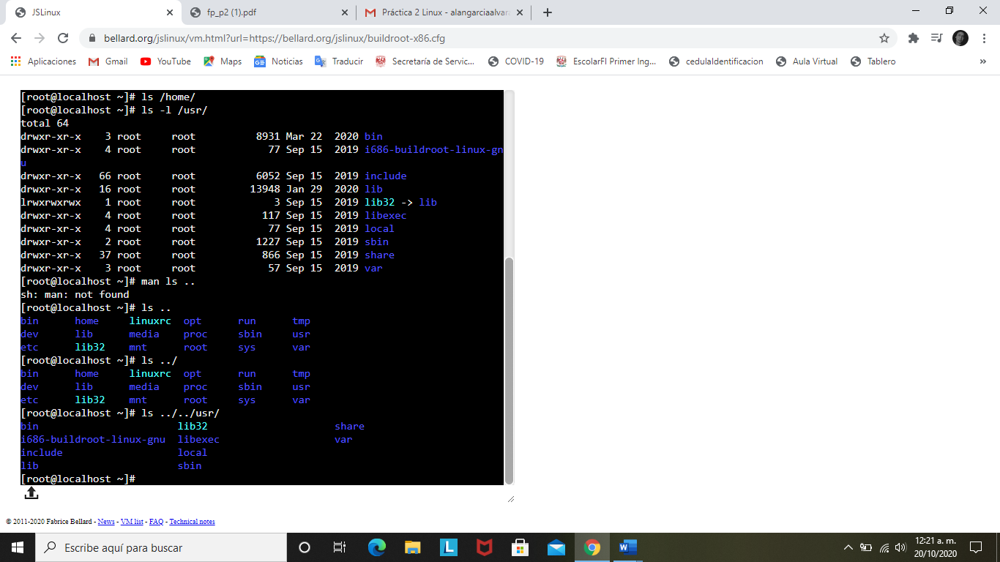 JSLinux
fp_p2 (1).pdf
Práctica 2 Linux - alangarciaalvar
bellard.org/jslinux/vm.html?url=https://bellard.org/jslinux/buildroot-x86.cfg
Aplicaciones Gmail YouTube Maps Noticias Traducir Secretaría de Servic... COVID-19 EscolarFI Primer Ing... cedulaIdentificacion Aula Virtual Tablero »
[root@localhost ~]# ls /home/
[root@localhost ~]# ls -l /usr/
total 64
drwxr-xr-x 3 root root 8931 Mar 22 2020 bin
drwxr-xr-x 4 root root 77 Sep 15 2019 i686-buildroot-linux-gn
u
drwxr-xr-x 66 root root 6052 Sep 15 2019 include
drwxr-xr-x 16 root root 13948 Jan 29 2020 lib
lrwxrwxrwx 1 root root 3 Sep 15 2019 lib32 -> lib
drwxr-xr-x 4 root root 117 Sep 15 2019 libexec
drwxr-xr-x 4 root root 77 Sep 15 2019 local
drwxr-xr-x 2 root root 1227 Sep 15 2019 sbin
drwxr-xr-x 37 root root 866 Sep 15 2019 share
drwxr-xr-x 3 root root 57 Sep 15 2019 var
[root@localhost ~]# man ls ..
sh: man: not found
[root@localhost ~]# ls ..
bin home linuxrc opt run tmp
dev lib media proc sbin usr
etc lib32 mnt root sys var
[root@localhost ~]# ls ../
bin home linuxrc opt run tmp
dev lib media proc sbin usr
etc lib32 mnt root sys var
[root@localhost ~]# ls ../../usr/
bin lib32 share
i686-buildroot-linux-gnu libexec var
include local
lib sbin
[root@localhost ~]#
© 2011-2020 Fabrice Bellard - News - VM list - FAQ - Technical notes
Escribe aquí para buscar
12:21 a. m.
20/10/2020